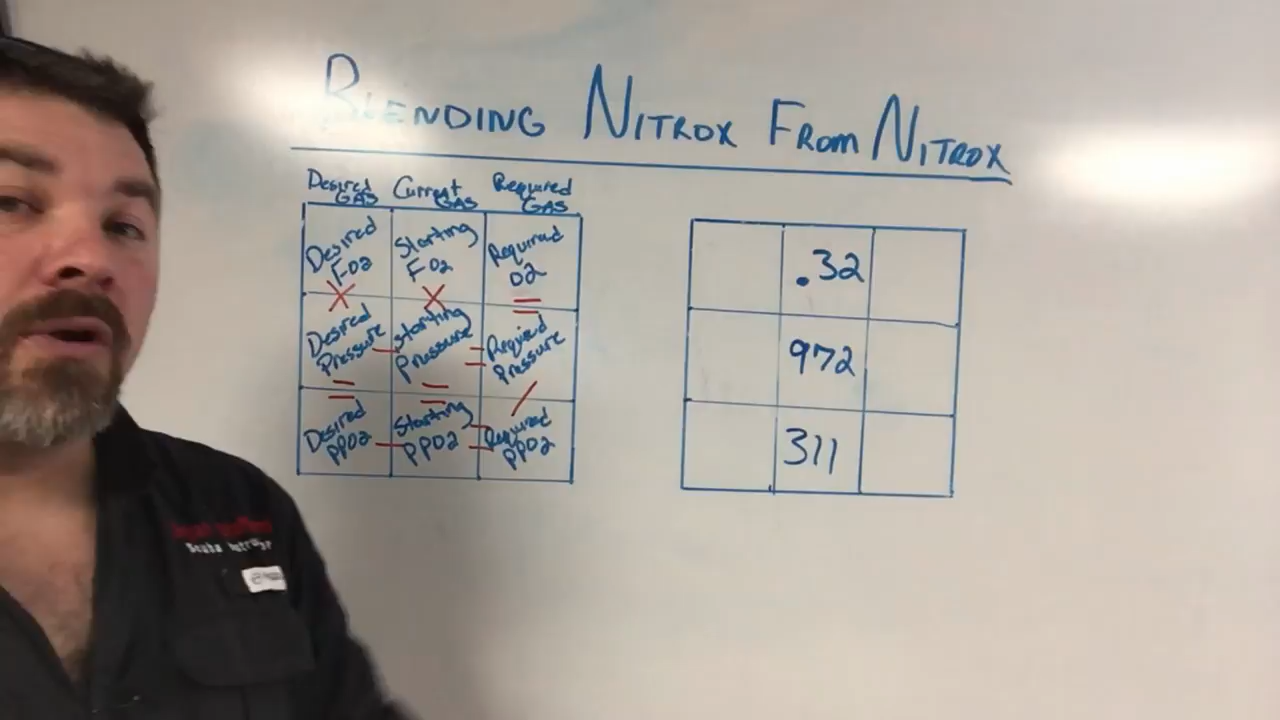 BLENDING NITROX FROM NITROX
Desired GAS
Current GAS
Required GAS
Desired FO2
Starting FO2
Required O2
X
X
=
Desired Pressure
-
Starting Pressure
=
Required Pressure
=
=
/
Desired PPO2
-
Starting PPO2
=
Required PPO2
.32
972
311
Scuba